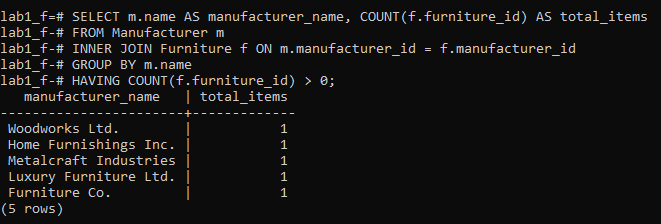 lab1_f=# SELECT m.name AS manufacturer_name, COUNT(f.furniture_id) AS total_items
lab1_f-# FROM Manufacturer m
lab1_f-# INNER JOIN Furniture f ON m.manufacturer_id = f.manufacturer_id
lab1_f-# GROUP BY m.name
lab1_f-# HAVING COUNT(f.furniture_id) > 0;
   manufacturer_name   | total_items
-----------------------+-------------
 Woodworks Ltd.        |           1
 Home Furnishings Inc. |           1
 Metalcraft Industries |           1
 Luxury Furniture Ltd. |           1
 Furniture Co.         |           1
(5 rows)